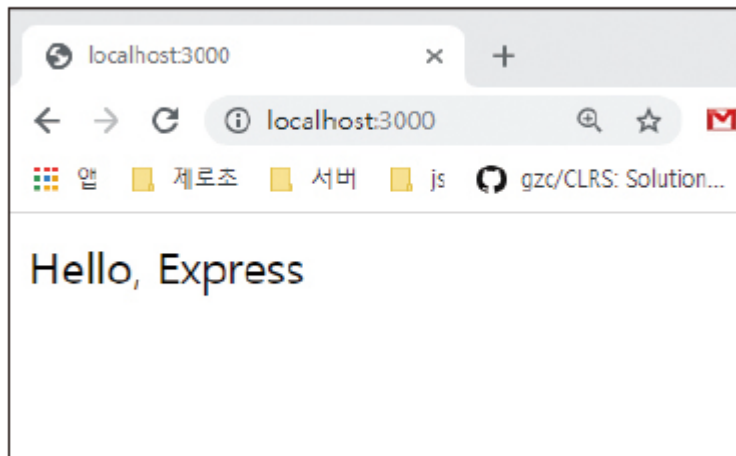 localhost:3000
localhost:3000
앱 제로초 서버 js gzc/CLRS: Solution...
Hello, Express